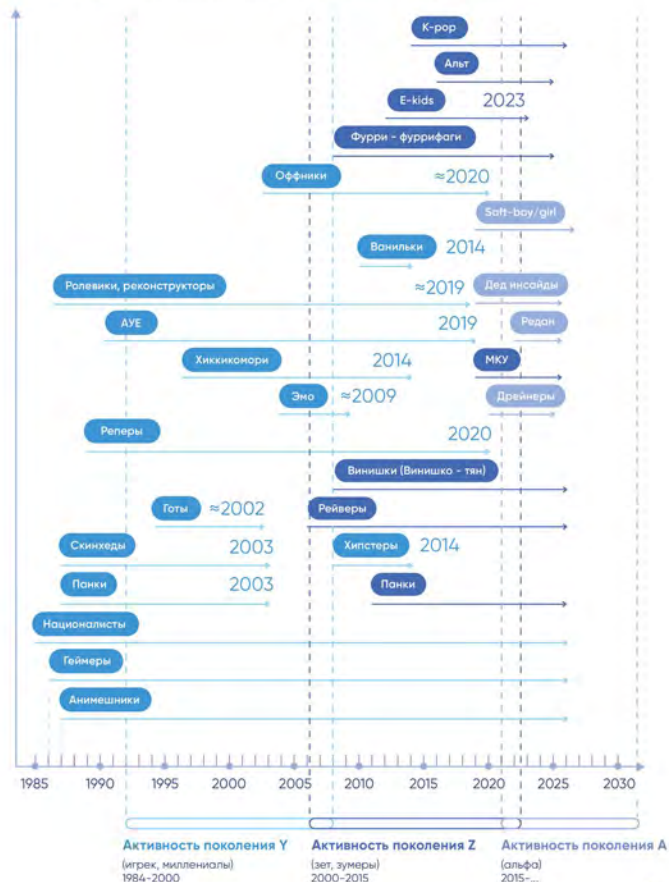 K-pop
Альт
E-kids 2023
Фурри - фуррифаги
Оффники ≈2020
Soft-boy/girl
Ванильки 2014
Ролевики, реконструкторы ≈2019 Дед инсайды
АУЕ 2019 Редан
Хиккикомори 2014 МКУ
Эмо ≈2009 Дрейнеры
Реперы 2020
Винишки (Винишко - тян)
Готы ≈2002 Рейверы
Скинхеды 2003 Хипстеры 2014
Панки 2003 Панки
Националисты
Геймеры
Анимешники
1985 1990 1995 2000 2005 2010 2015 2020 2025 2030
Активность поколения Y Активность поколения Z Активность поколения A
(игрек, миллениалы) (зет, зумеры) (альфа)
1984-2000 2000-2015 2015-...